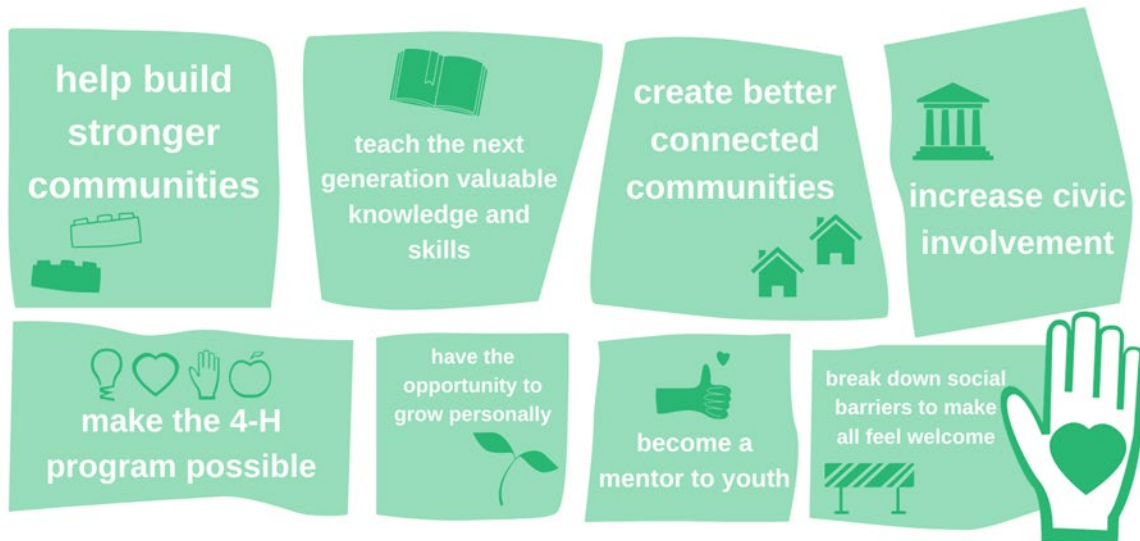 help build
stronger
communities
teach the next
generation valuable
knowledge and
skills
create better
connected
communities
increase civic
involvement
make the 4-H
program possible
have the
opportunity to
grow personally
become a
mentor to youth
break down social
barriers to make
all feel welcome